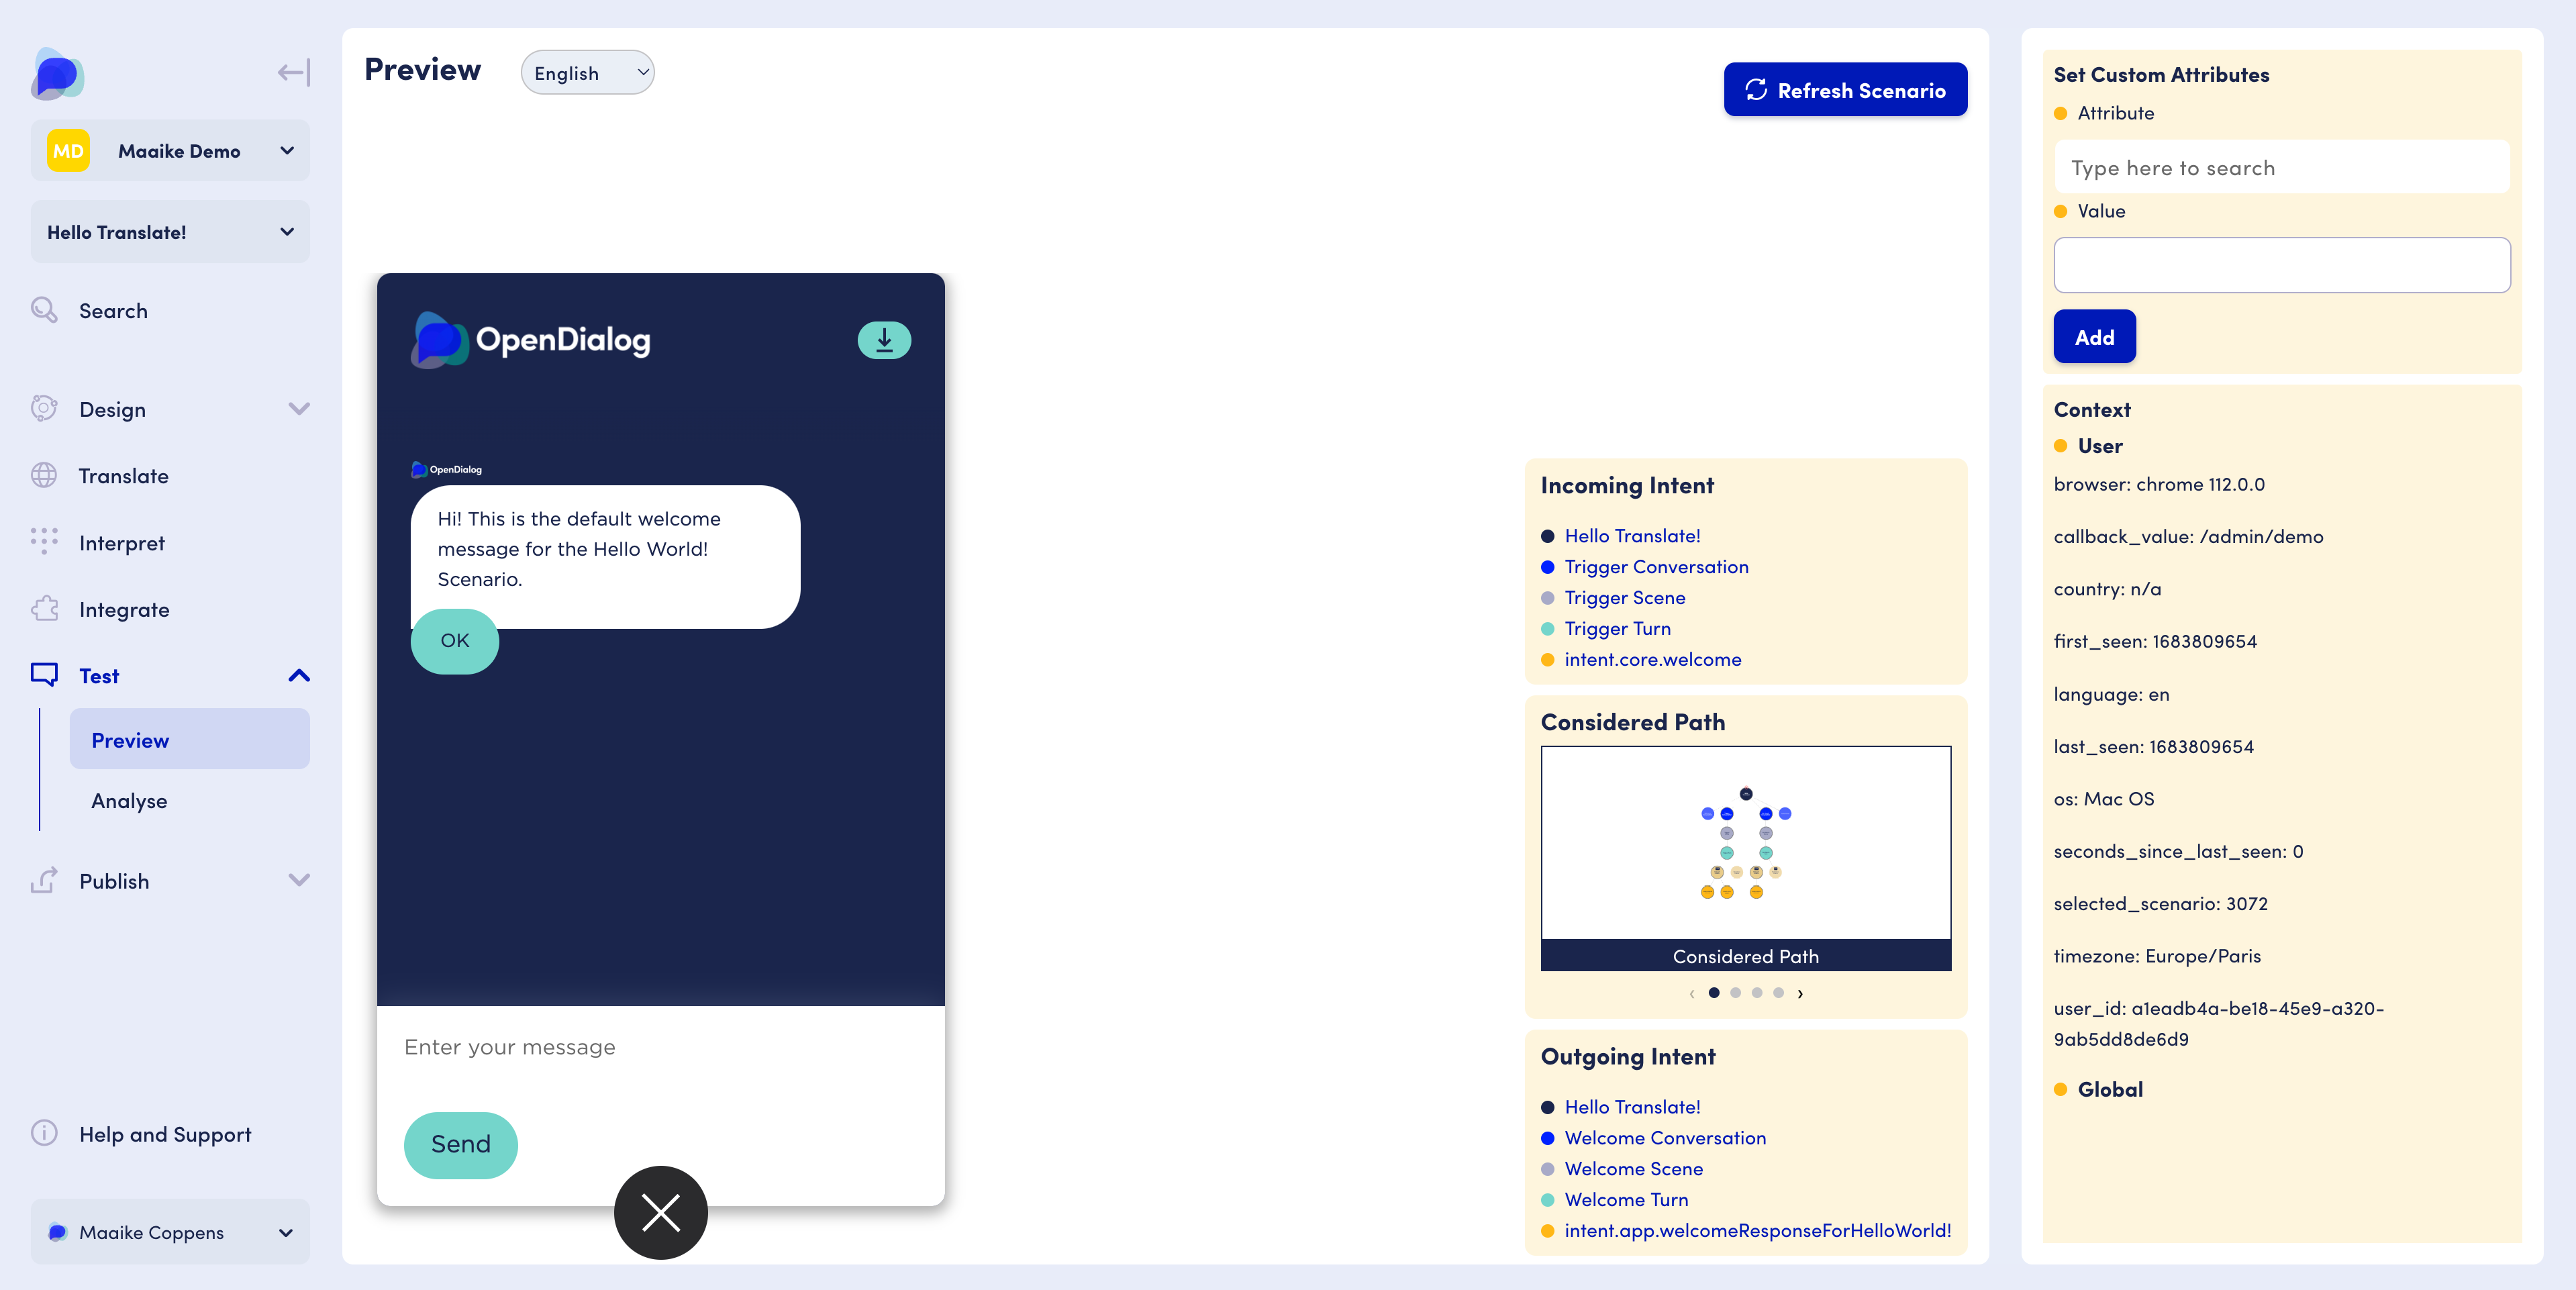 MD
Maaike Demo
Hello Translate!
Search
Design
Translate
Interpret
Integrate
Test
Preview
Analyse
Publish
Help and Support
Maaike Coppens
Preview
English
Refresh Scenario
OpenDialog
OpenDialog
Hi! This is the default welcome
message for the Hello World!
Scenario.
OK
Enter your message
Send
Incoming Intent
Hello Translate!
Trigger Conversation
Trigger Scene
Trigger Turn
intent.core.welcome
Considered Path
Considered Path
Outgoing Intent
Hello Translate!
Welcome Conversation
Welcome Scene
Welcome Turn
intent.app.welcomeResponseForHelloWorld!
Set Custom Attributes
Attribute
Type here to search
Value
Add
Context
User
browser: chrome 112.0.0
callback_value: /admin/demo
country: n/a
first_seen: 1683809654
language: en
last_seen: 1683809654
os: Mac OS
seconds_since_last_seen: 0
selected_scenario: 3072
timezone: Europe/Paris
user_id: a1eadb4a-be18-45e9-a320-
9ab5dd8de6d9
Global